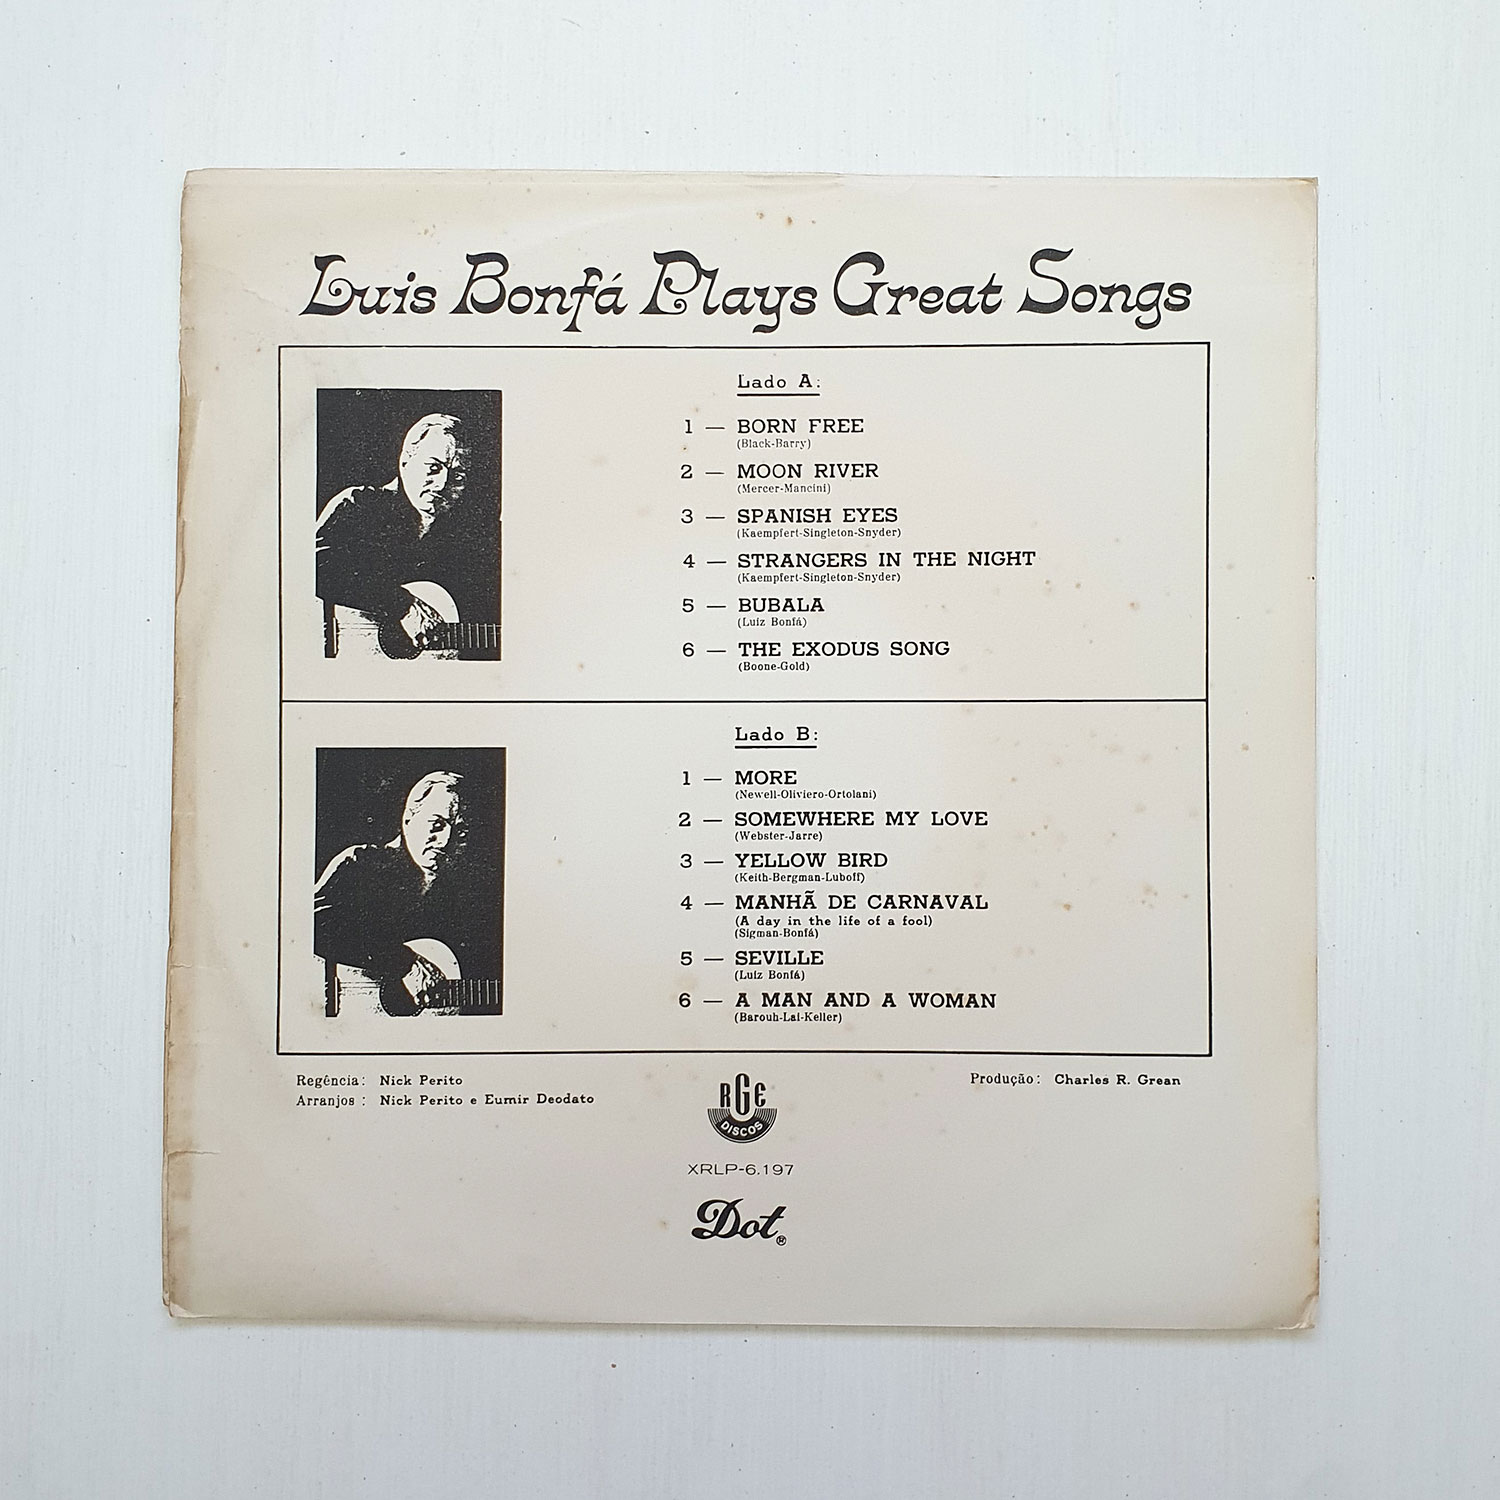 Luis Bonfá Plays Great Songs
Lado A:
1 — BORN FREE
(Black-Barry)
2 — MOON RIVER
(Mercer-Mancini)
3 — SPANISH EYES
(Kaempfert-Singleton-Snyder)
4 — STRANGERS IN THE NIGHT
(Kaempfert-Singleton-Snyder)
5 — BUBALA
(Luiz Bonfá)
6 — THE EXODUS SONG
(Boone-Gold)
Lado B:
1 — MORE
(Newell-Oliviero-Ortolani)
2 — SOMEWHERE MY LOVE
(Webster-Jarre)
3 — YELLOW BIRD
(Keith-Bergman-Luboff)
4 — MANHÃ DE CARNAVAL
(A day in the life of a fool)
(Sigman-Bonfá)
5 — SEVILLE
(Luiz Bonfá)
6 — A MAN AND A WOMAN
(Barouh-Lai-Keller)
Regência: Nick Perito
Arranjos : Nick Perito e Eumir Deodato
Produção: Charles R. Grean
RGE
DISCOS
XRLP-6.197
Dot®